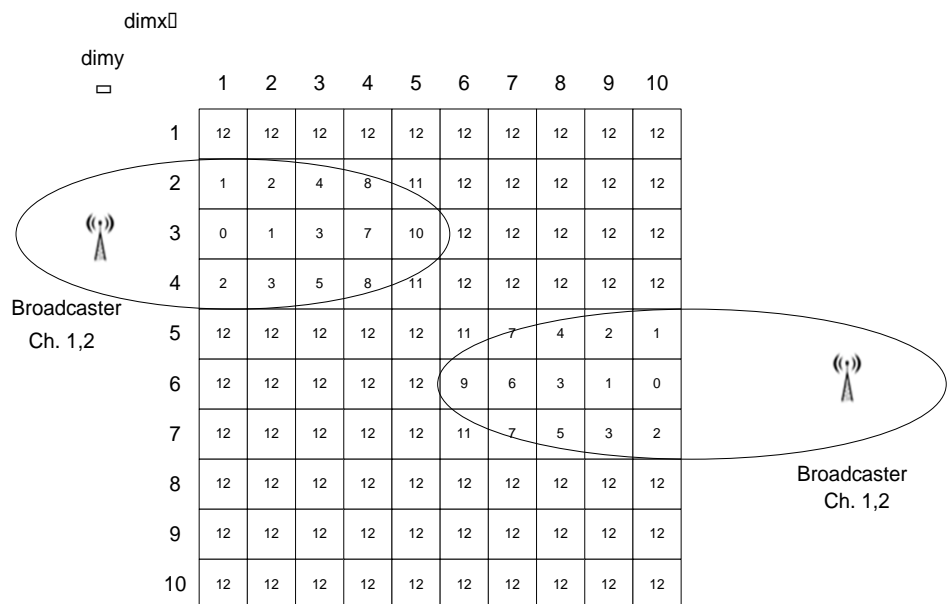 dimx
dimy
1 2 3 4 5 6 7 8 9 10
1 12 12 12 12 12 12 12 12 12 12
2 1 2 4 8 11 12 12 12 12 12
3 0 1 3 7 10 12 12 12 12 12
4 2 3 5 8 11 12 12 12 12 12
Broadcaster
Ch. 1,2
5 12 12 12 12 12 11 7 4 2 1
6 12 12 12 12 12 9 6 3 1 0
7 12 12 12 12 12 11 7 5 3 2
Broadcaster
Ch. 1,2
8 12 12 12 12 12 12 12 12 12 12
9 12 12 12 12 12 12 12 12 12 12
10 12 12 12 12 12 12 12 12 12 12